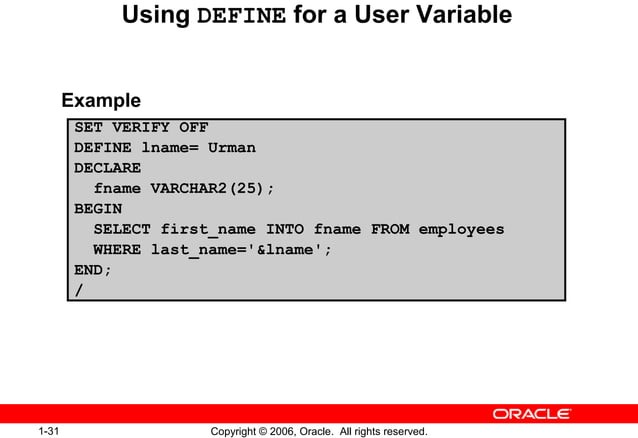 Using DEFINE for a User Variable
Example
SET VERIFY OFF
DEFINE lname= Urman
DECLARE
  fname VARCHAR2(25);
BEGIN
  SELECT first_name INTO fname FROM employees
  WHERE last_name='&lname';
END;
/
ORACLE
1-31
Copyright © 2006, Oracle.  All rights reserved.